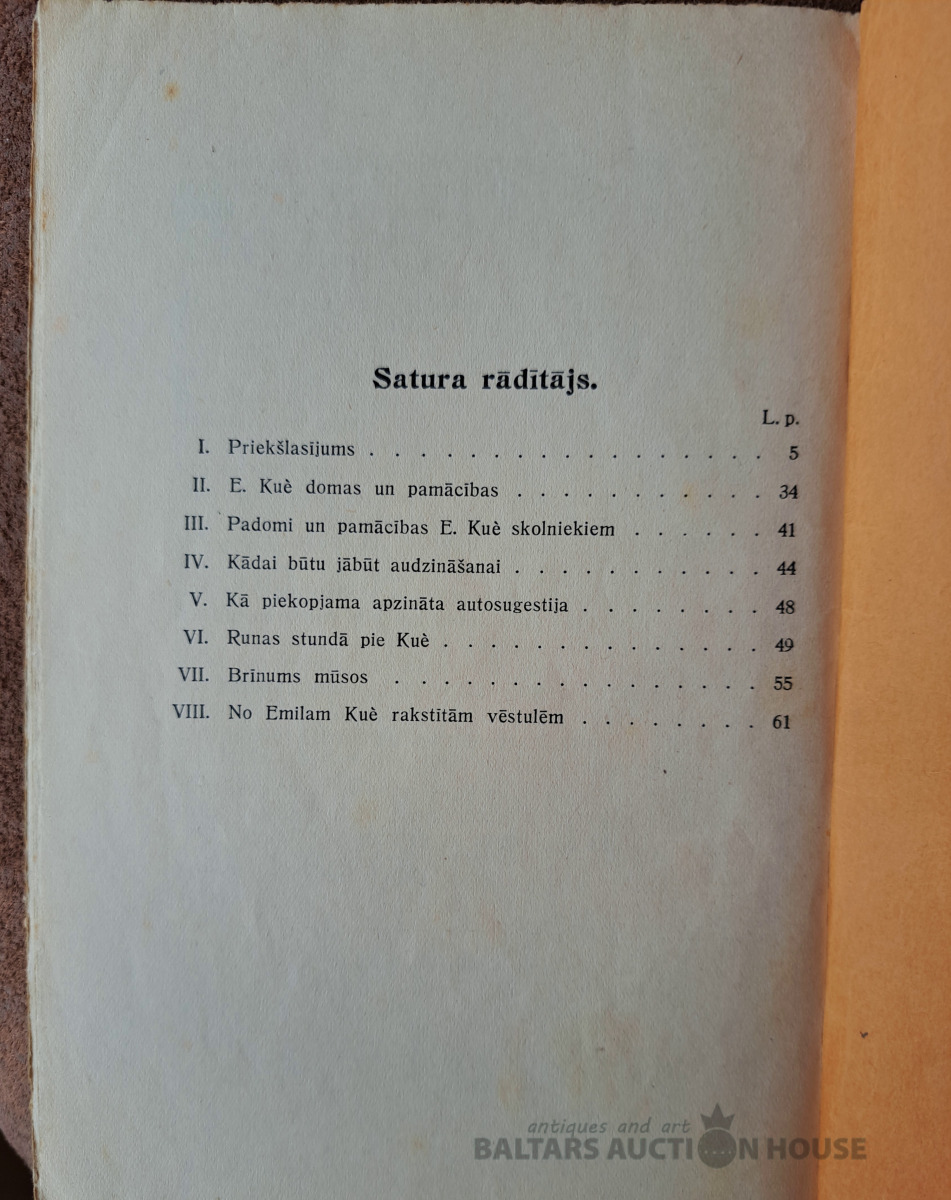 Satura rādītājs.
L. p.
I. Priekšlasījums . . . . . . . . . . . . . . . . 5
II. E. Kuè domas un pamācības . . . . . . . . . . . 34
III. Padomi un pamācības E. Kuè skolniekiem . . . . . . 41
IV. Kādai būtu jābūt audzināšanai . . . . . . . . . . . 44
V. Kā piekopjama apzināta autosugestija . . . . . . . . 48
VI. Runas stundā pie Kuè . . . . . . . . . . . . . . 49
VII. Brīnums mūsos . . . . . . . . . . . . . . . . 55
VIII. No Emilam Kuè rakstītām vēstulēm . . . . . . . . 61
antiques and art
BALTARS AUCTION HOUSE